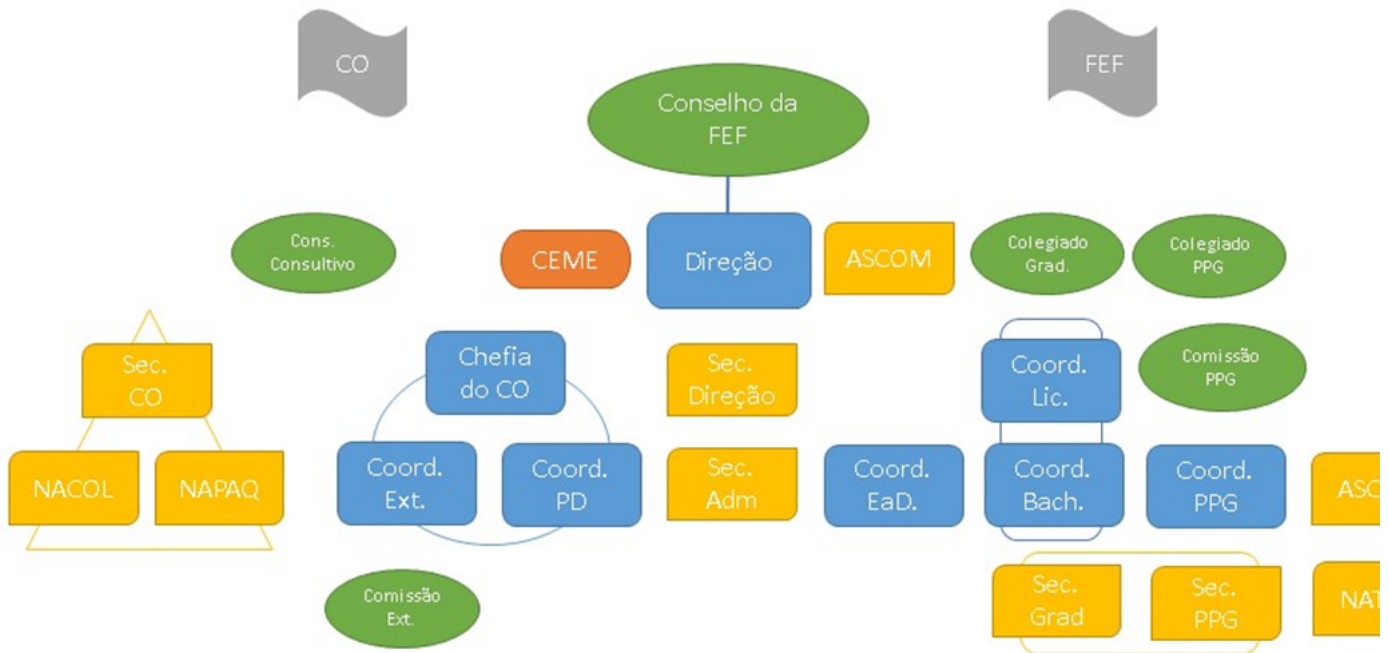 CO
FEF
Conselho da
FEF
Cons.
Consultivo
CEME
Direção
ASCOM
Colegiado
Grad.
Colegiado
PPG
Sec.
CO
Chefia
do CO
Sec.
Direção
Coord.
Lic.
Comissão
PPG
NACOL
NAPAQ
Coord.
Ext.
Coord.
PD
Sec.
Adm
Coord.
EaD.
Coord.
Bach.
Coord.
PPG
Comissão
Ext.
Sec.
Grad
Sec.
PPG